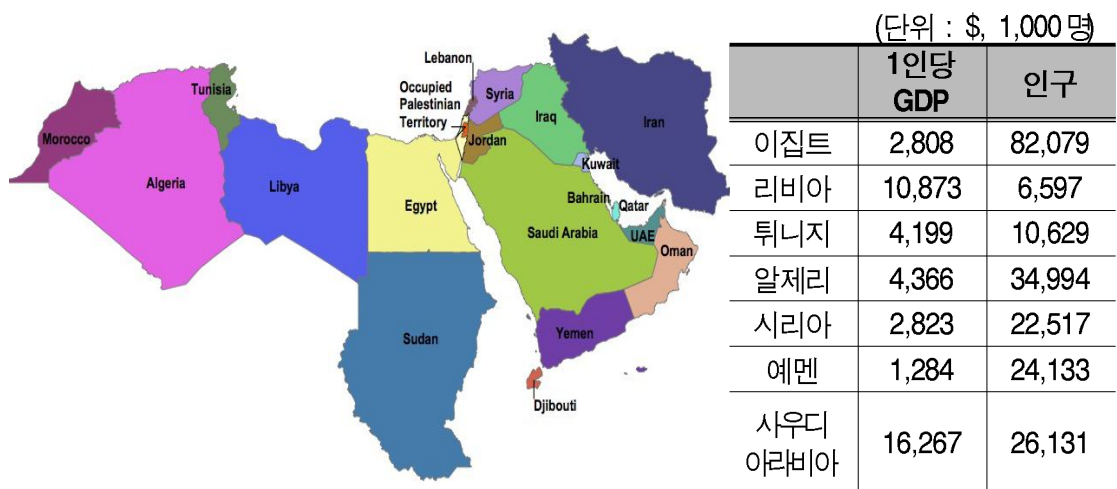 Lebanon
Occupied
Palestinian
Territory
Tunisia
Morocco
Algeria
Libya
Egypt
Sudan
Syria
Jordan
Iraq
Iran
Kuwait
Bahrain
Qatar
Saudi Arabia
UAE
Oman
Yemen
Djibouti
(단위 : $, 1,000명)
1인당 GDP 인구
이집트 2,808 82,079
리비아 10,873 6,597
튀니지 4,199 10,629
알제리 4,366 34,994
시리아 2,823 22,517
예멘 1,284 24,133
사우디
아라비아 16,267 26,131